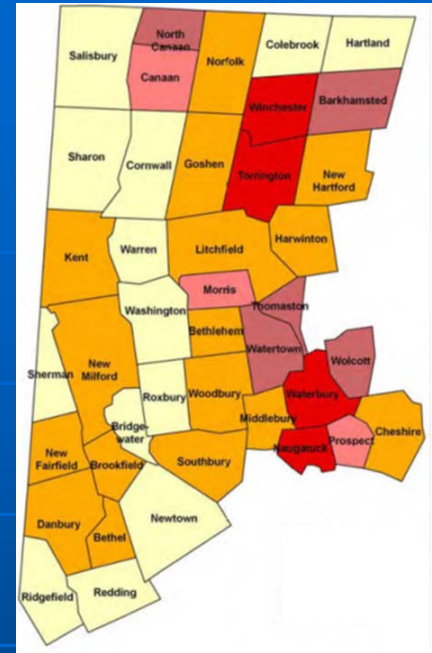 Salisbury
North
Canaan
Canaan
Norfolk
Colebrook
Hartland
Winchester
Barkhamsted
Sharon
Cornwall
Goshen
Torrington
New
Hartford
Kent
Warren
Litchfield
Harwinton
Washington
Morris
Thomaston
Bethlehem
Watertown
Wolcott
Sherman
New
Milford
Roxbury
Woodbury
Waterbury
Bridge-
water
Middlebury
Cheshire
New
Fairfield
Brookfield
Southbury
Naugatuck
Prospect
Danbury
Bethel
Newtown
Ridgefield
Redding